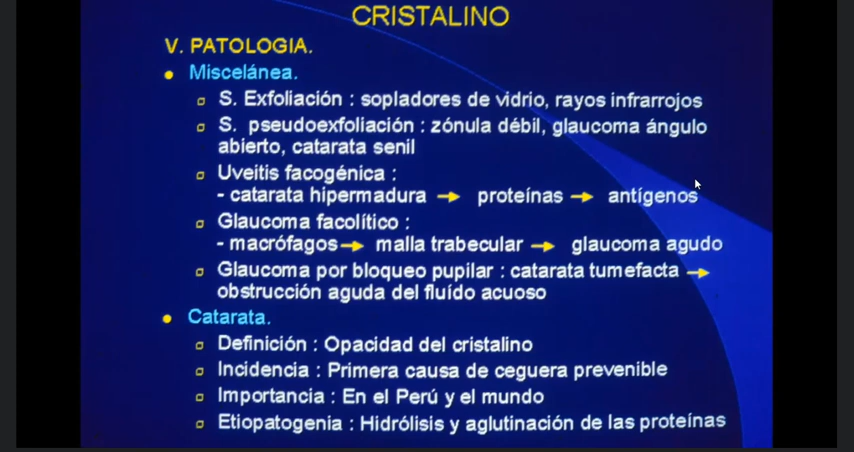 CRISTALINO
V. PATOLOGIA.
Miscelánea.
S. Exfoliación : sopladores de vidrio, rayos infrarrojos
S. pseudoexfoliación : zónula débil, glaucoma ángulo
abierto, catarata senil
Uveitis facogénica :
- catarata hipermadura → proteínas → antígenos
Glaucoma facolítico :
- macrófagos → malla trabecular → glaucoma agudo
Glaucoma por bloqueo pupilar : catarata tumefacta →
obstrucción aguda del fluído acuoso
Catarata.
Definición : Opacidad del cristalino
Incidencia : Primera causa de ceguera prevenible
Importancia : En el Perú y el mundo
Etiopatogenia : Hidrólisis y aglutinación de las proteínas